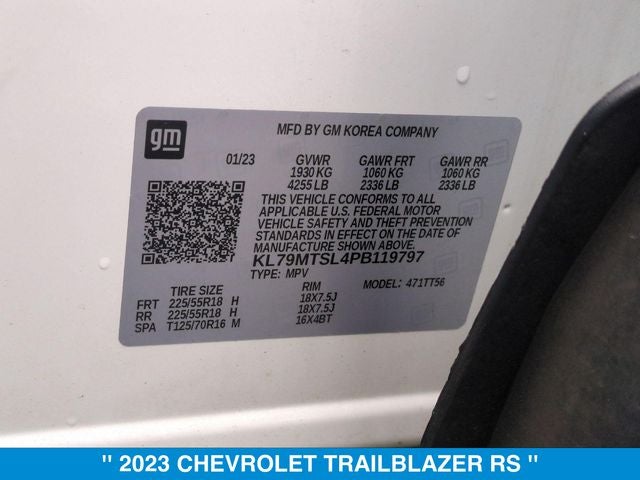 gm
MFD BY GM KOREA COMPANY
01/23 GVWR GAWR FRT GAWR RR
1930 KG 1060 KG 1060 KG
4255 LB 2336 LB 2336 LB
THIS VEHICLE CONFORMS TO ALL
APPLICABLE U.S. FEDERAL MOTOR
VEHICLE SAFETY AND THEFT PREVENTION
STANDARDS IN EFFECT ON THE DATE OF
MANUFACTURE SHOWN ABOVE.
KL79MTSL4PB119797
TYPE: MPV MODEL: 471TT56
TIRE SIZE RIM
FRT 225/55R18 H 18X7.5J
RR 225/55R18 H 18X7.5J
SPA T125/70R16 M 16X4BT
" 2023 CHEVROLET TRAILBLAZER RS "